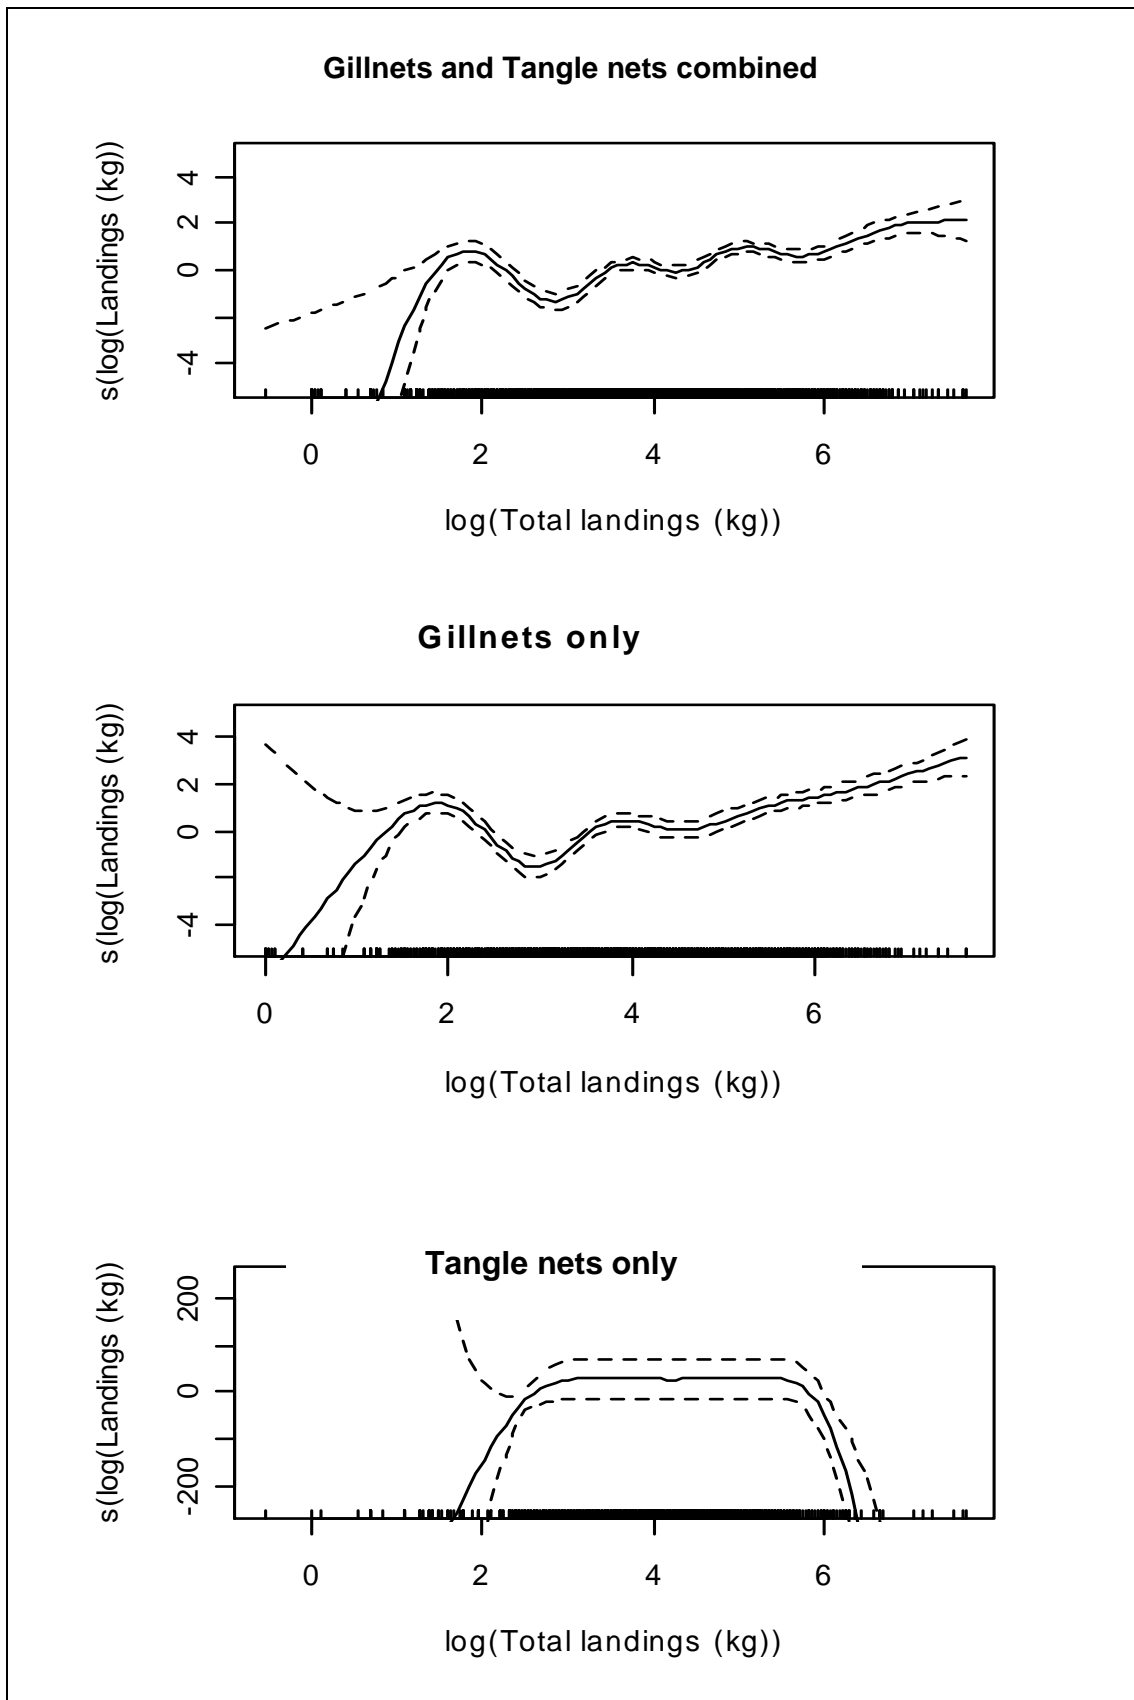 Gillnets and Tangle nets combined
s(log(Landings (kg))
4
2
0
-4
0 2 4 6
log(Total landings (kg))
Gillnets only
s(log(Landings (kg))
4
2
0
-4
0 2 4 6
log(Total landings (kg))
Tangle nets only
s(log(Landings (kg))
200
0
-200
0 2 4 6
log(Total landings (kg))